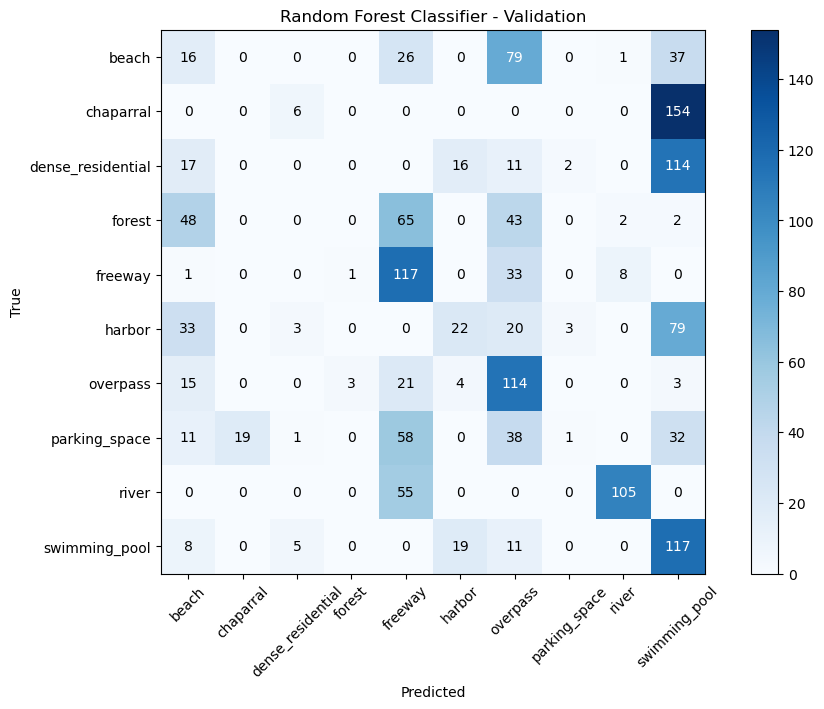 Random Forest Classifier - Validation
beach 16 0 0 0 26 0 79 0 1 37
chaparral 0 0 6 0 0 0 0 0 0 154
dense_residential 17 0 0 0 0 16 11 2 0 114
forest 48 0 0 0 65 0 43 0 2 2
freeway 1 0 0 1 117 0 33 0 8 0
harbor 33 0 3 0 0 22 20 3 0 79
overpass 15 0 0 3 21 4 114 0 0 3
parking_space 11 19 1 0 58 0 38 1 0 32
river 0 0 0 0 55 0 0 0 105 0
swimming_pool 8 0 5 0 0 19 11 0 0 117
True
beach chaparral dense_residential forest freeway harbor overpass parking_space river swimming_pool
Predicted
140
120
100
80
60
40
20
0